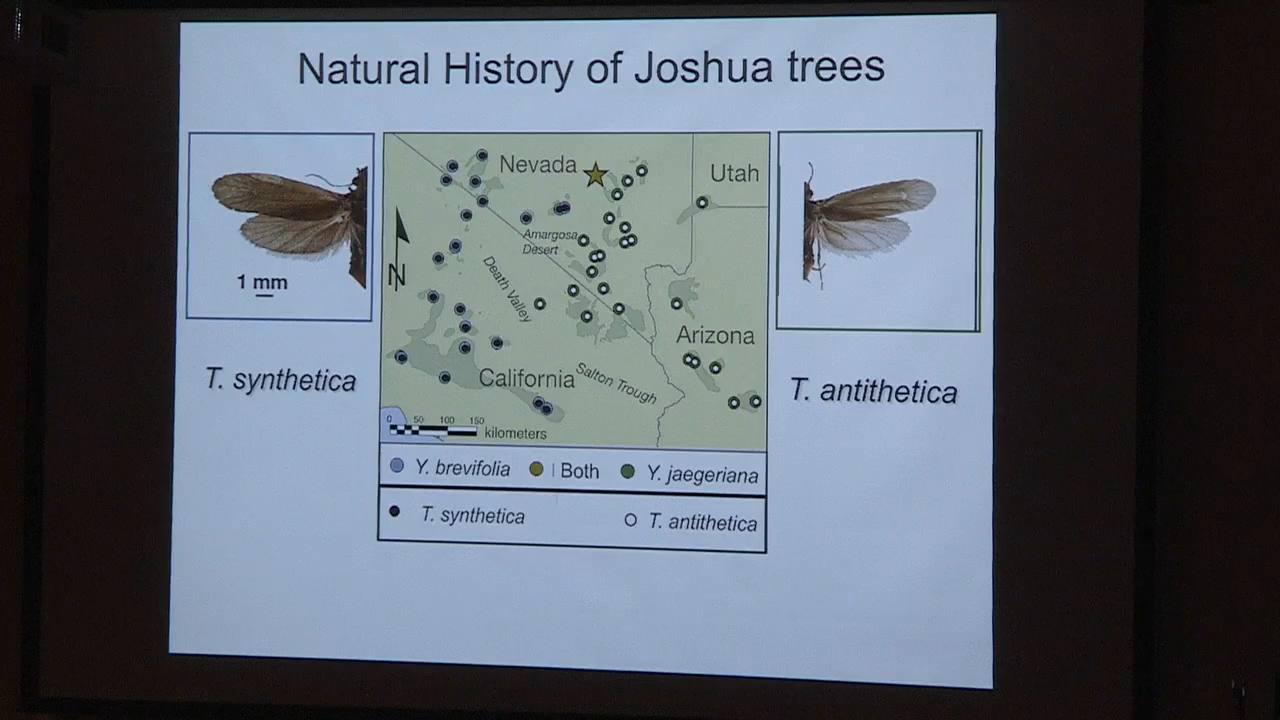 Natural History of Joshua trees
1 mm
T. synthetica
Nevada
Utah
Amargosa
Desert
N
Death Valley
Arizona
California
Salton Trough
0 50 100 150
kilometers
T. antithetica
Y. brevifolia
Both
Y. jaegeriana
T. synthetica
T. antithetica